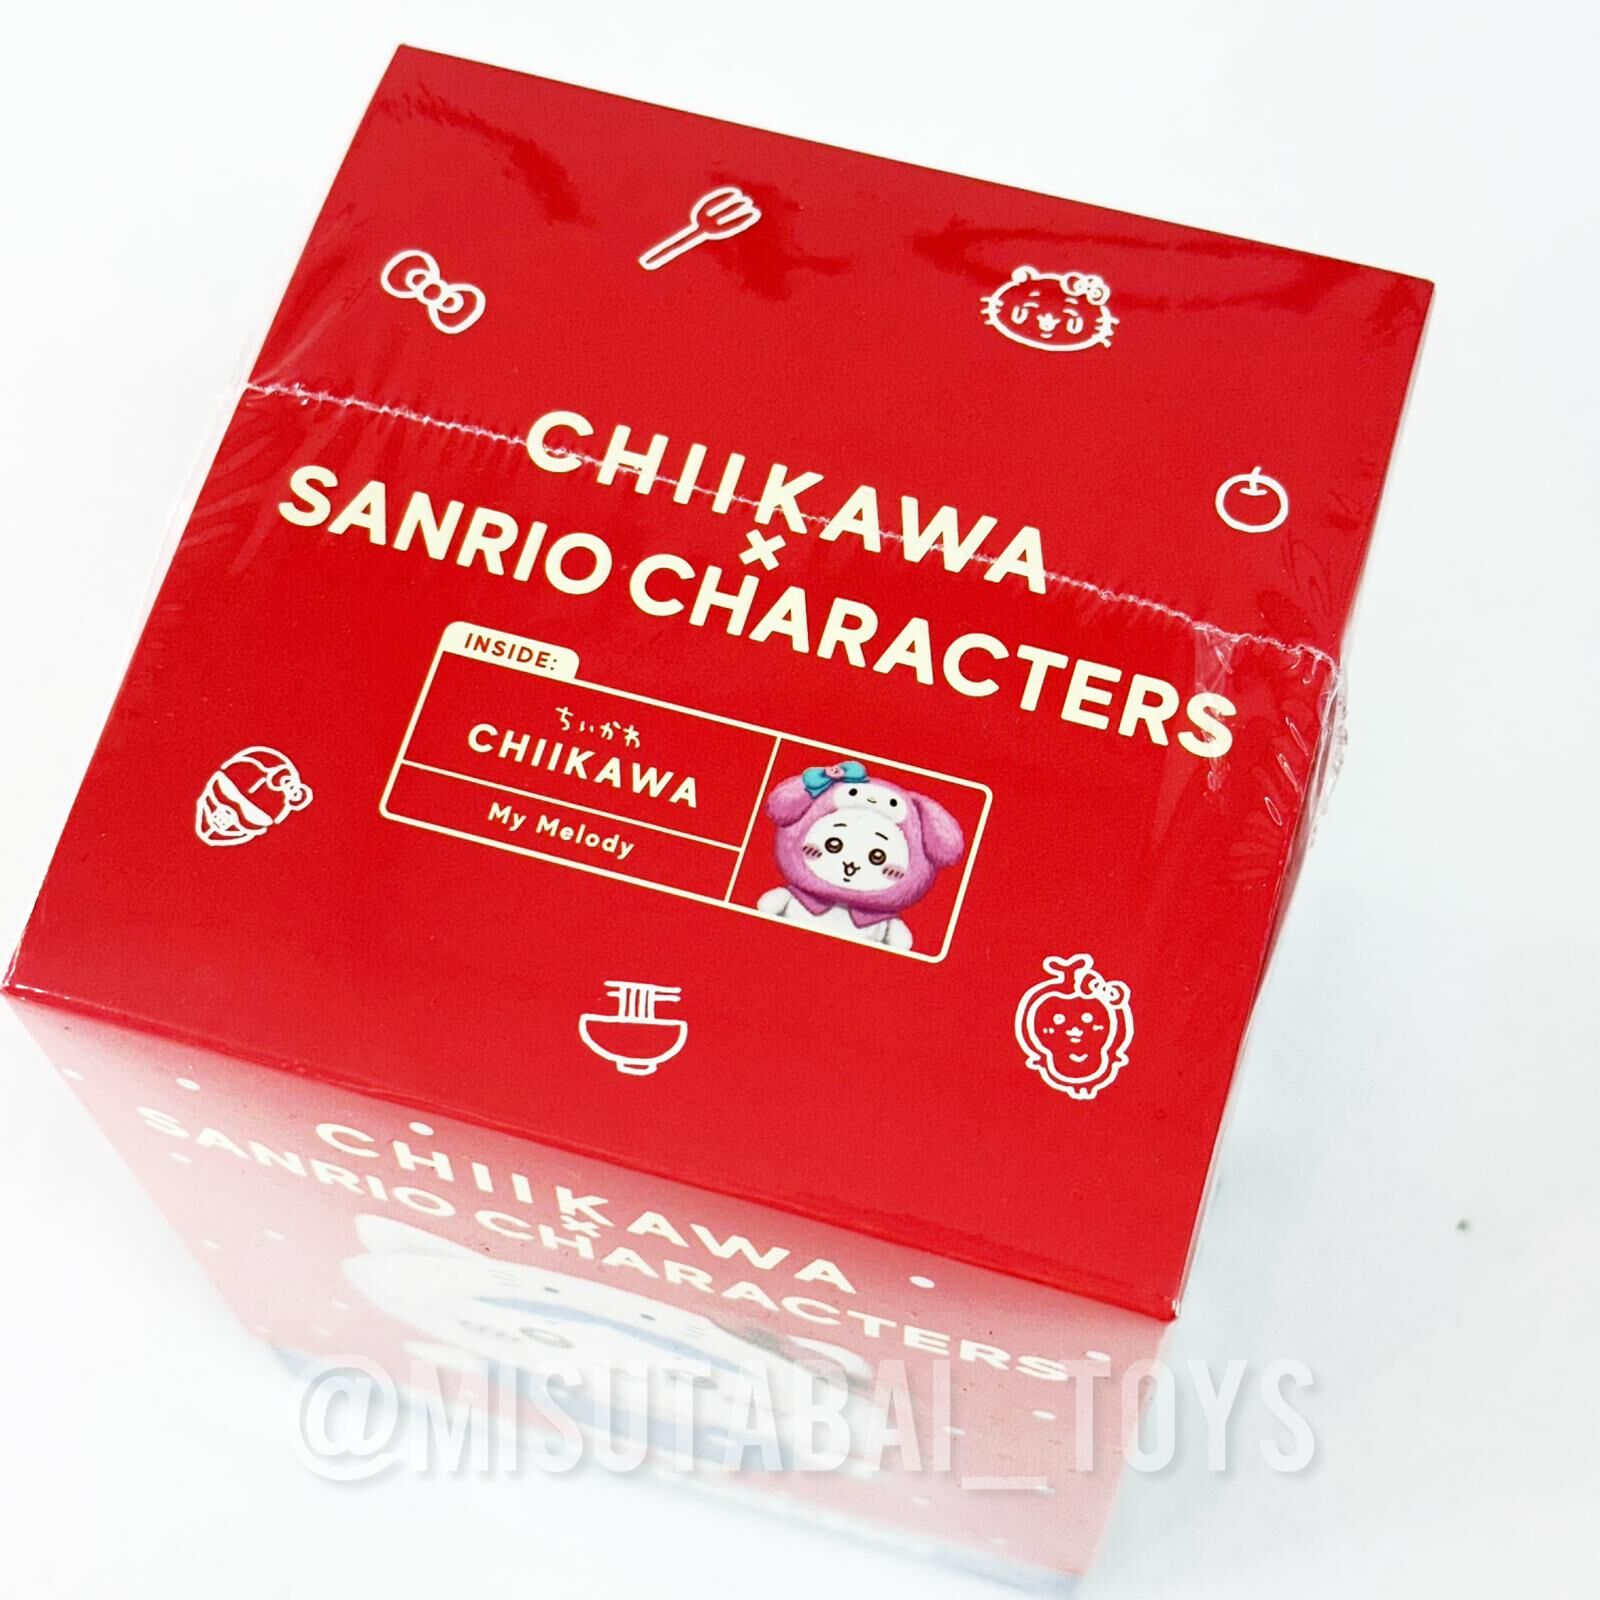 CHIIKAWA
×
SANRIO CHARACTERS
INSIDE:
ちいかわ
CHIIKAWA
My Melody
CHIIKAWA
×
SANRIO CHARACTERS
@MISUTABAI_TOYS